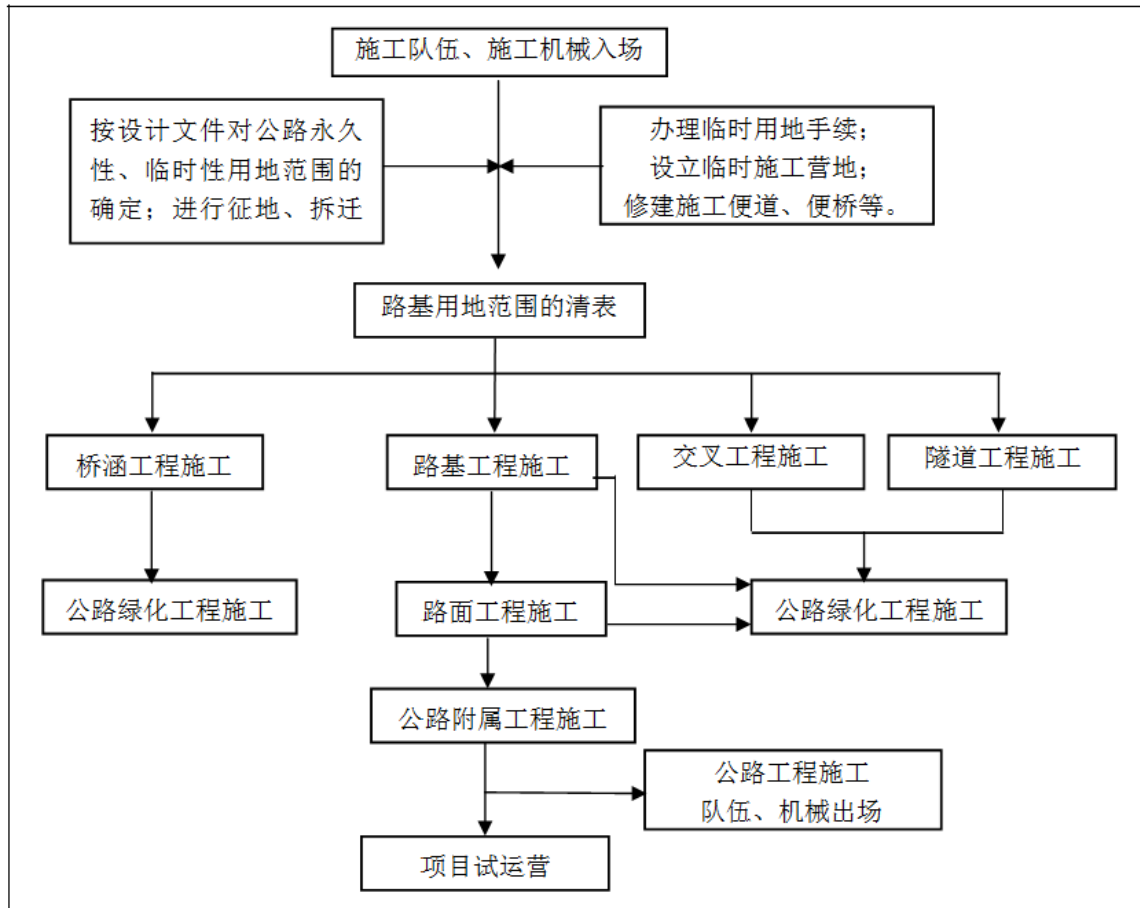 施工队伍、施工机械入场
按设计文件对公路永久
性、临时性用地范围的
确定；进行征地、拆迁
办理临时用地手续；
设立临时施工营地；
修建施工便道、便桥等。
路基用地范围的清表
桥涵工程施工
路基工程施工
交叉工程施工
隧道工程施工
公路绿化工程施工
路面工程施工
公路绿化工程施工
公路附属工程施工
公路工程施工
队伍、机械出场
项目试运营